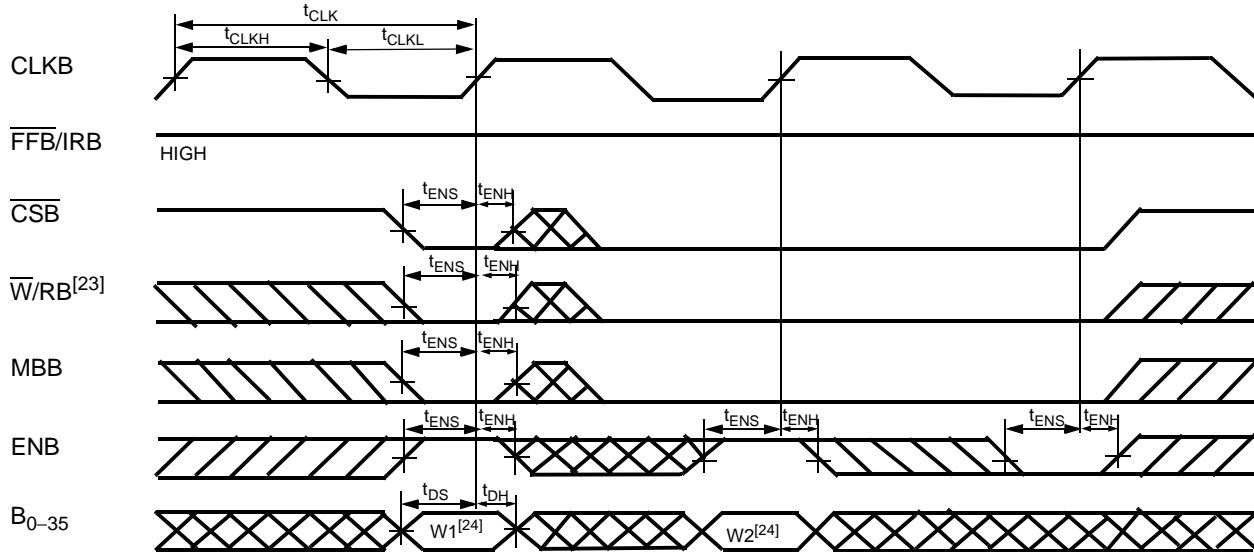 tCLK
tCLKH tCLKL
CLKB
FFB/IRB
HIGH
tENS tENH
CSB
tENS tENH
W/RB[23]
tENS tENH
MBB
tENS tENH tENS tENH tENS tENH
ENB
tDS tDH
B0–35 W1[24] W2[24]